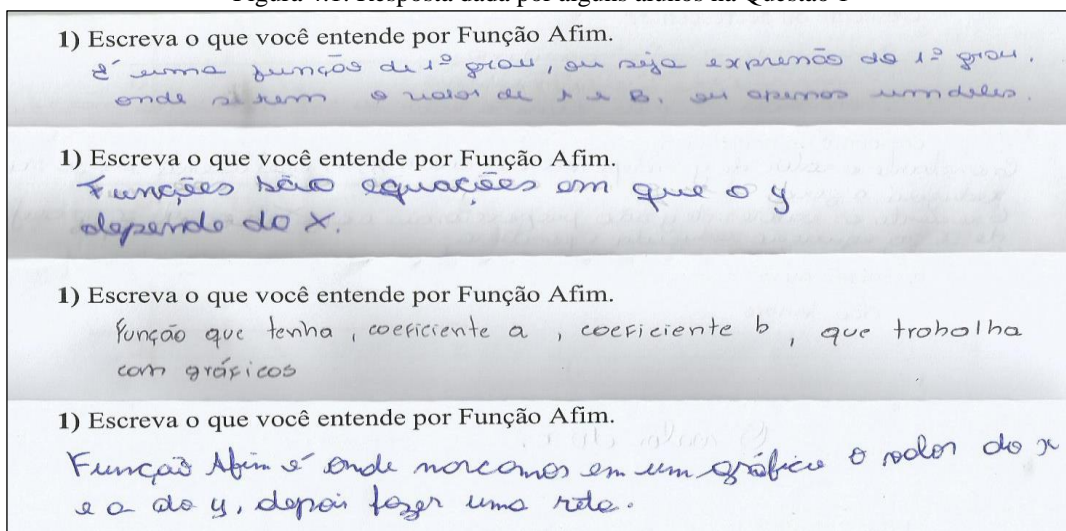 Figura 4.1: Resposta dada por alguns alunos na Questão 1
1) Escreva o que você entende por Função Afim.
é uma função de 1º grau, ou seja expressão do 1º grau,
onde se tem o valor de A e B. ou apenas um deles.
1) Escreva o que você entende por Função Afim.
Funções são equações em que o y
depende do x.
1) Escreva o que você entende por Função Afim.
Função que tenha , coeficiente a , coeficiente b , que trabalha
com gráficos
1) Escreva o que você entende por Função Afim.
Função Afim é onde marcamos em um gráfico o valor do x
e o do y, depois fazer uma reta.